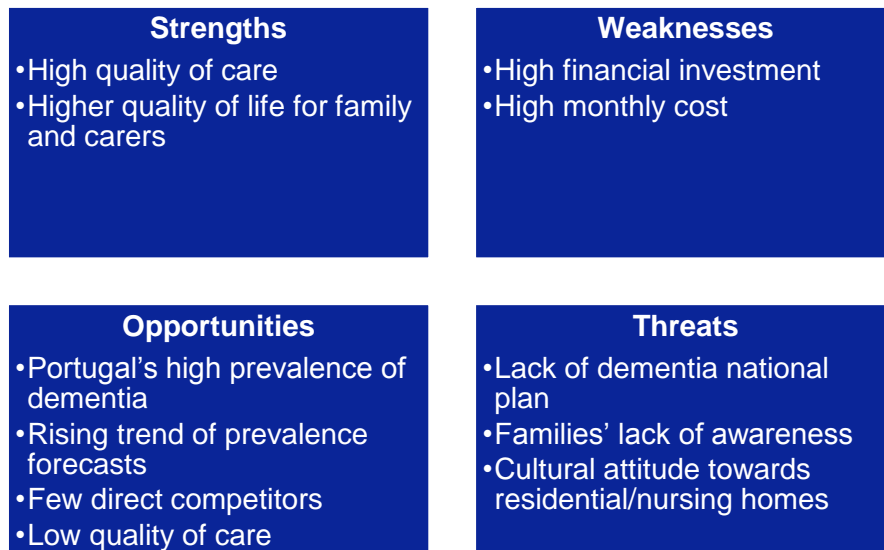 Strengths
•High quality of care
•Higher quality of life for family
and carers
Weaknesses
•High financial investment
•High monthly cost
Opportunities
•Portugal's high prevalence of
dementia
•Rising trend of prevalence
forecasts
•Few direct competitors
•Low quality of care
Threats
•Lack of dementia national
plan
•Families' lack of awareness
•Cultural attitude towards
residential/nursing homes